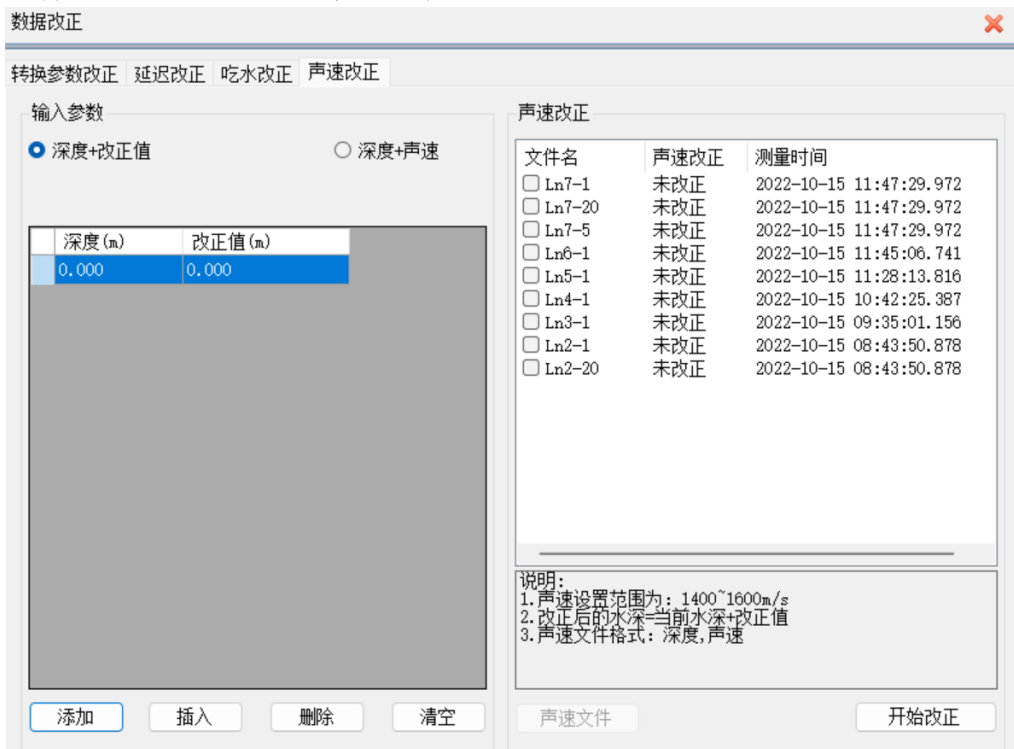 数据改正
转换参数改正 延迟改正 吃水改正 声速改正
输入参数
深度+改正值 深度+声速
深度(m) 改正值(m)
0.000 0.000
添加 插入 删除 清空
声速改正
文件名 声速改正 测量时间
Ln7-1 未改正 2022-10-15 11:47:29.972
Ln7-20 未改正 2022-10-15 11:47:29.972
Ln7-5 未改正 2022-10-15 11:47:29.972
Ln6-1 未改正 2022-10-15 11:45:06.741
Ln5-1 未改正 2022-10-15 11:28:13.816
Ln4-1 未改正 2022-10-15 10:42:25.387
Ln3-1 未改正 2022-10-15 09:35:01.156
Ln2-1 未改正 2022-10-15 08:43:50.878
Ln2-20 未改正 2022-10-15 08:43:50.878
说明:
1.声速设置范围为: 1400~1600m/s
2.改正后的水深=当前水深+改正值
3.声速文件格式: 深度,声速
声速文件 开始改正